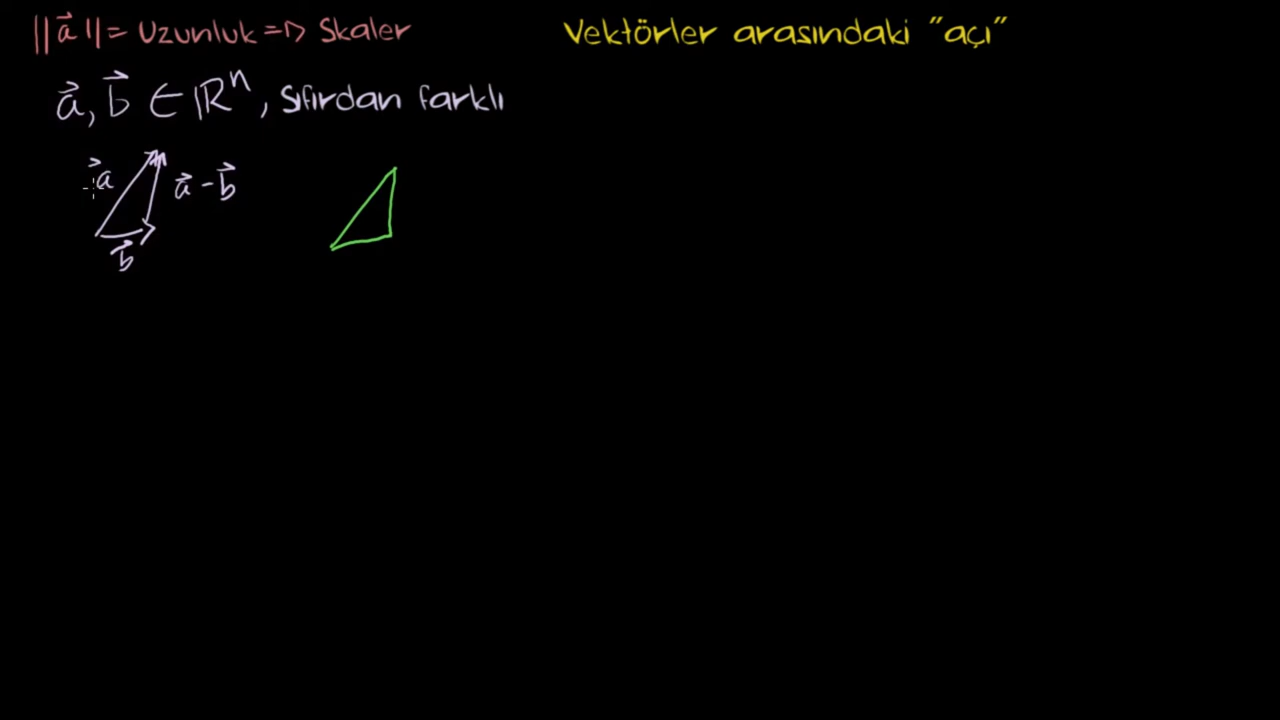 ||a⃗|| = Uzunluk => Skaler
Vektörler arasındaki "açı"
a⃗, b⃗ ∈ ℝⁿ, Sıfırdan farklı
a⃗
a⃗ - b⃗
b⃗